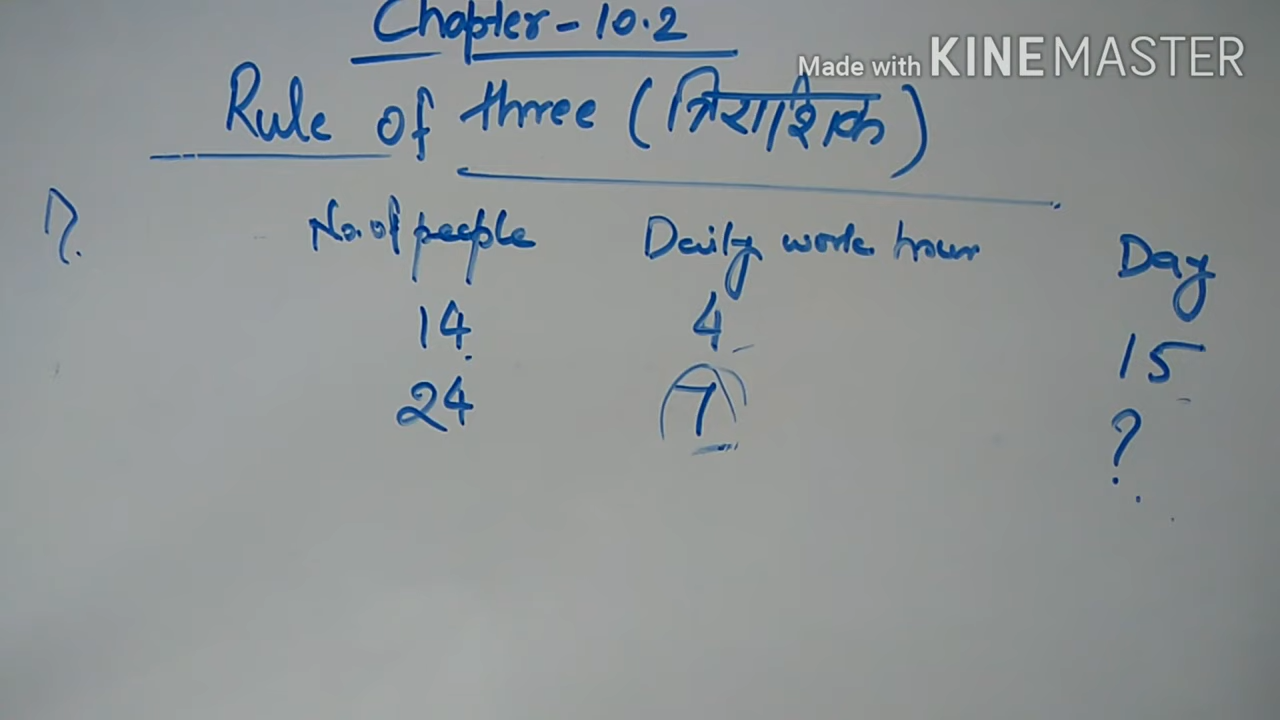 Chapter - 10.2
Made with KINEMASTER
Rule of three (त्रिराशिक)
7. No. of people Daily work hour Day
14 4 15
24 7 ?